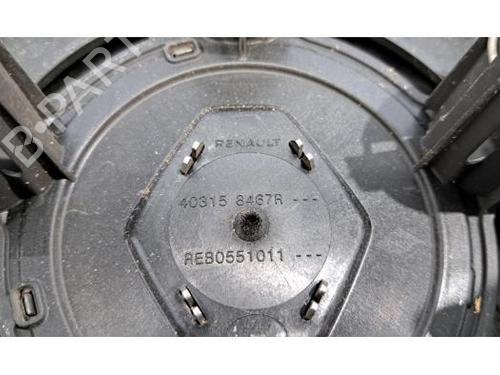 B-PARTS
RENAULT
40315 8467R ---
REB0551011 ---